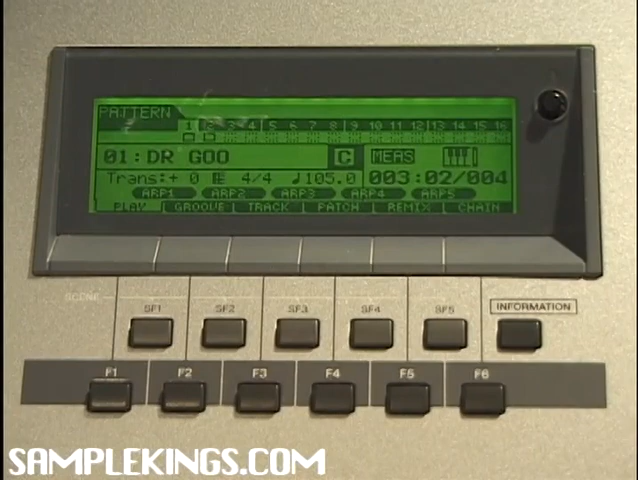 PATTERN
1 2 3 4 5 6 7 8 9 10 11 12 13 14 15 16
01:DR GOO C MEAS
Trans:+ 0 4/4 ♩105.0 003:02/004
ARP1 ARP2 ARP3 ARP4 ARP5
PLAY GROOVE TRACK PATCH REMIX CHAIN
SCENE SF1 SF2 SF3 SF4 SF5 INFORMATION
F1 F2 F3 F4 F5 F6
SAMPLEKINGS.COM